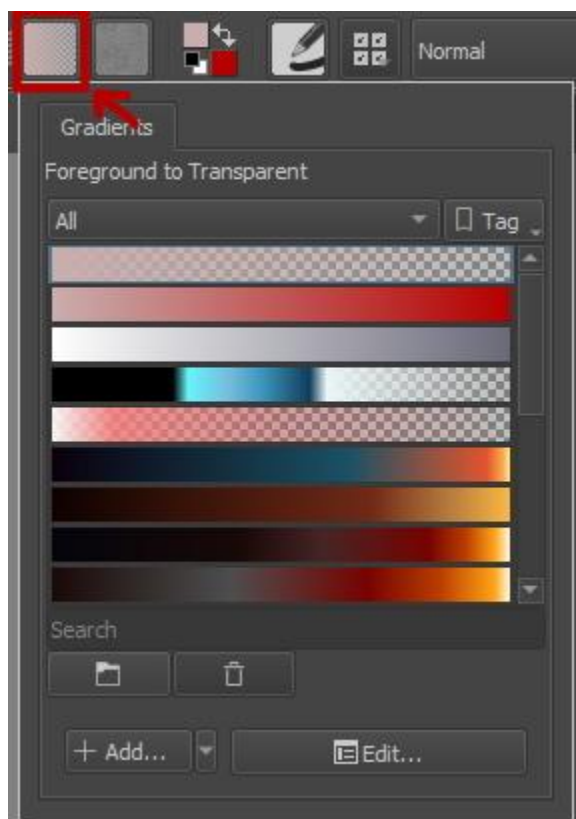 Normal
Gradients
Foreground to Transparent
All Tag
Search
+ Add... Edit...